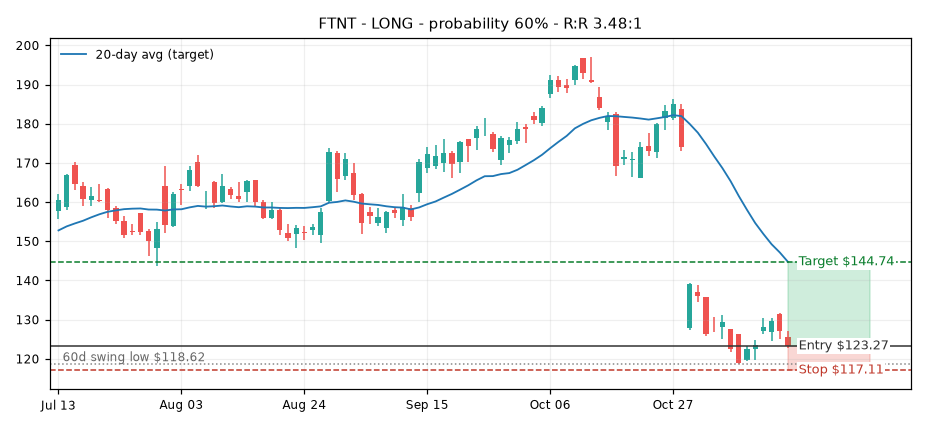 FTNT - LONG - probability 60% - R:R 3.48:1
20-day avg (target)
200
190
180
170
160
150
140
130
120
Target $144.74
Entry $123.27
60d swing low $118.62
Stop $117.11
Jul 13
Aug 03
Aug 24
Sep 15
Oct 06
Oct 27